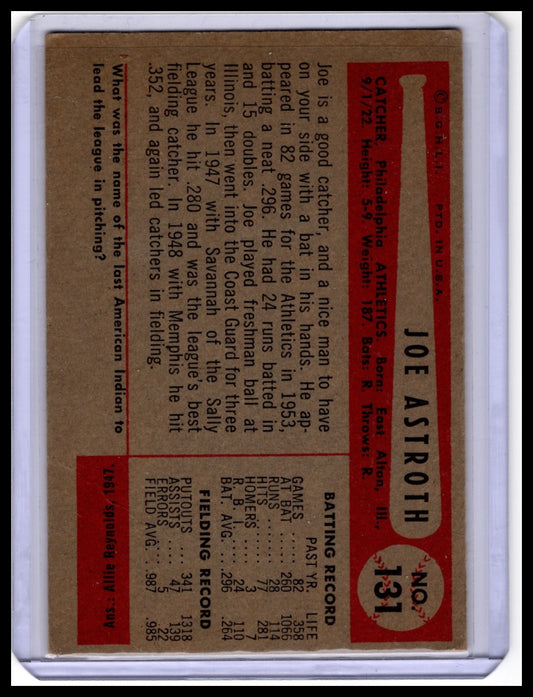 © B.G.H.L.I. PTD. IN U.S.A.
JOE ASTROTH
NO.
131
CATCHER, Philadelphia ATHLETICS Born: East Alton, Ill.,
9/1/22. Height: 5-9 Weight: 187. Bats: R. Throws: R.
Joe is a good catcher, and a nice man to have
on your side with a bat in his hands. He ap-
peared in 82 games for the Athletics in 1953,
batting a neat .296. He had 24 runs batted in
and 15 doubles. Joe played freshman ball at
Illinois, then went into the Coast Guard for three
years. In 1947 with Savannah of the Sally
League he hit .280 and was the league's best
fielding catcher. In 1948 with Memphis he hit
.352, and again led catchers in fielding.
BATTING RECORD
PAST YR. LIFE
GAMES 82 358
AT BAT 260 1066
RUNS 28 114
HITS 77 281
HOMERS 3 7
R. B. I. 24 110
BAT AVG. .296 .264
FIELDING RECORD
PUTOUTS 341 1318
ASSISTS 47 139
ERRORS 5 22
FIELD AVG. .987 .985
What was the name of the last American Indian to
lead the league in pitching?
Ans: Allie Reynolds, 1947.